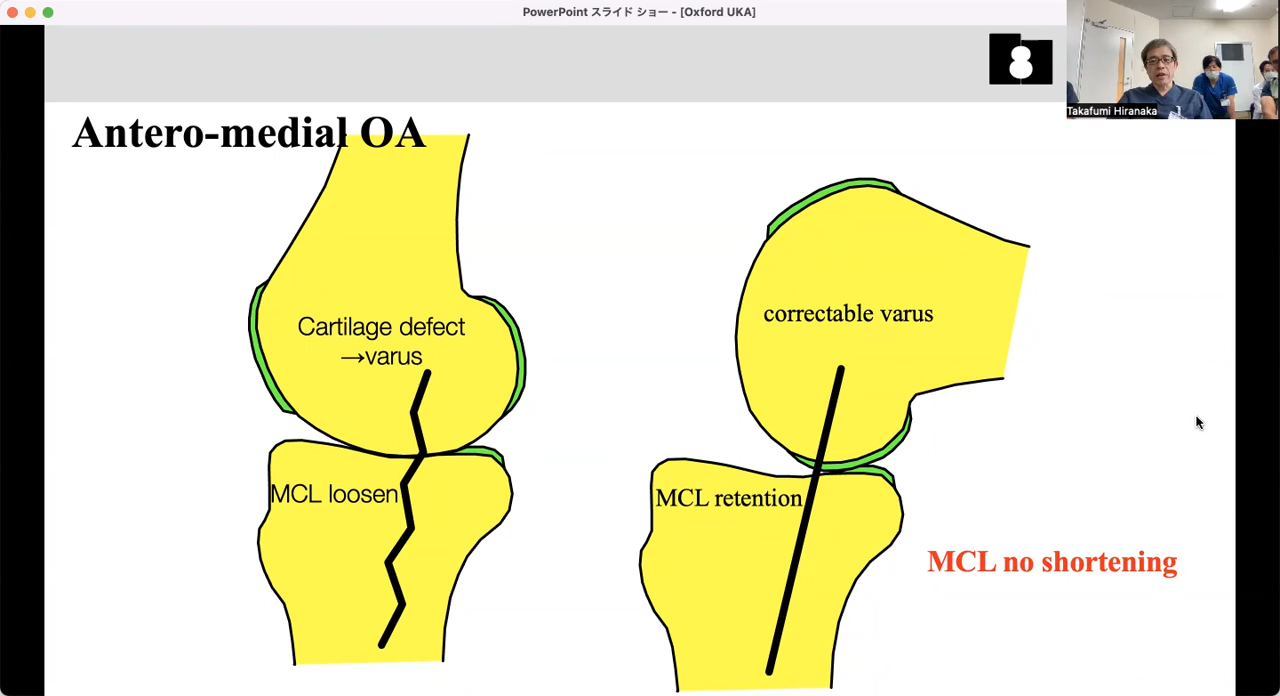 PowerPoint スライド ショー - [Oxford UKA]
Takafumi Hiranaka
Antero-medial OA
Cartilage defect
→varus
MCL loosen
correctable varus
MCL retention
MCL no shortening